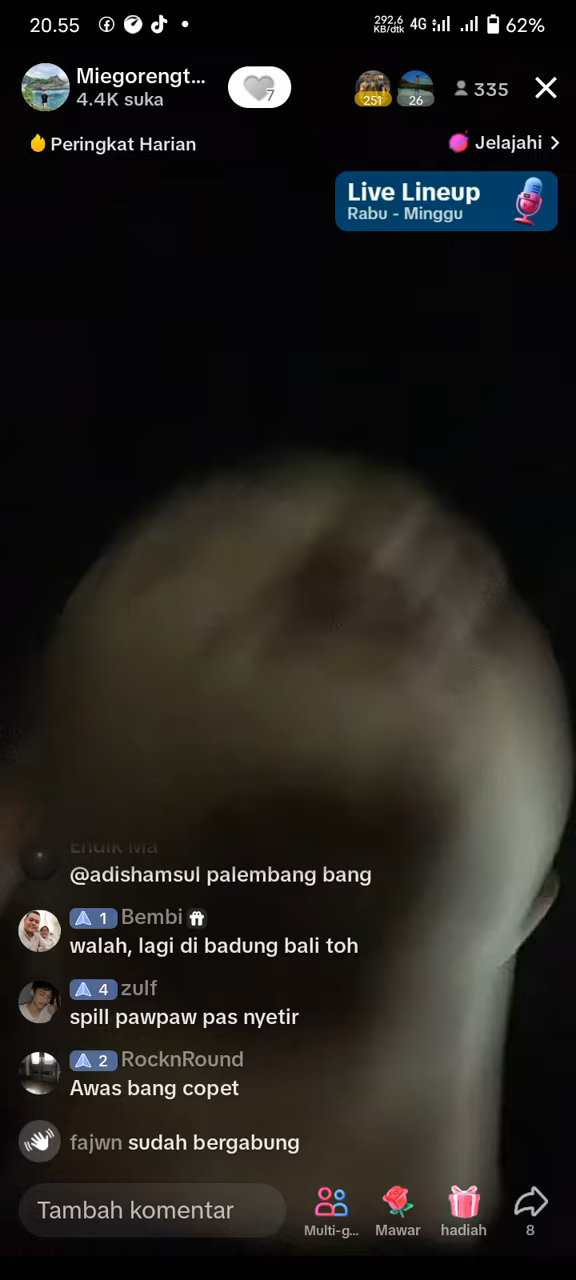 20.55
292,6 KB/dtk 4G 62%
Miegorengt...
4.4K suka
7
251
26
335
Peringkat Harian
Jelajahi
Live Lineup
Rabu - Minggu
Endik Ma
@adishamsul palembang bang
1 Bembi
walah, lagi di badung bali toh
4 zulf
spill pawpaw pas nyetir
2 RocknRound
Awas bang copet
fajwn sudah bergabung
Tambah komentar
Multi-g...
Mawar
hadiah
8